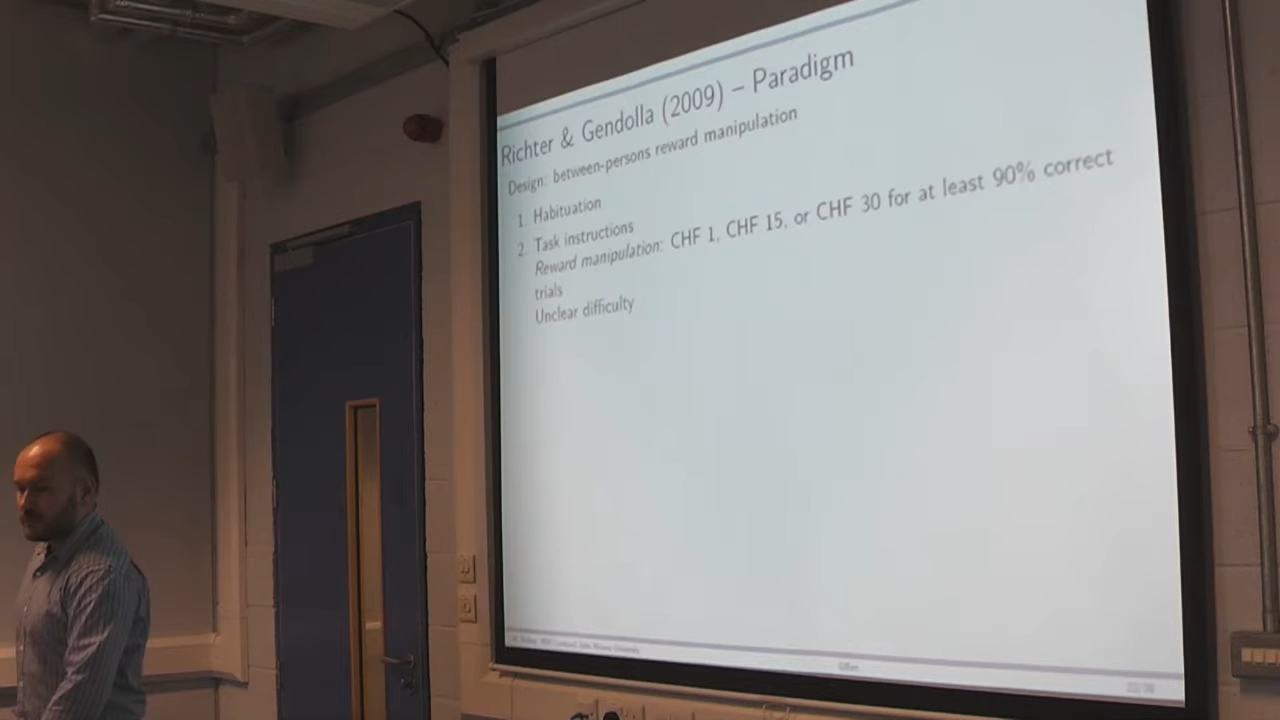 Richter & Gendolla (2009) – Paradigm
Design: between-persons reward manipulation
1. Habituation
2. Task instructions
Reward manipulation: CHF 1, CHF 15, or CHF 30 for at least 90% correct
trials
Unclear difficulty
Effort